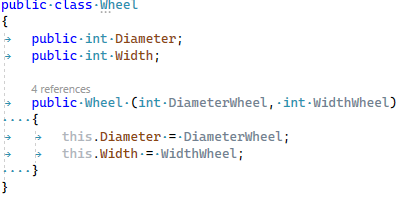 public class Wheel
{
    public int Diameter;
    public int Width;
    4 references
    public Wheel (int DiameterWheel, int WidthWheel)
    {
        this.Diameter = DiameterWheel;
        this.Width = WidthWheel;
    }
}